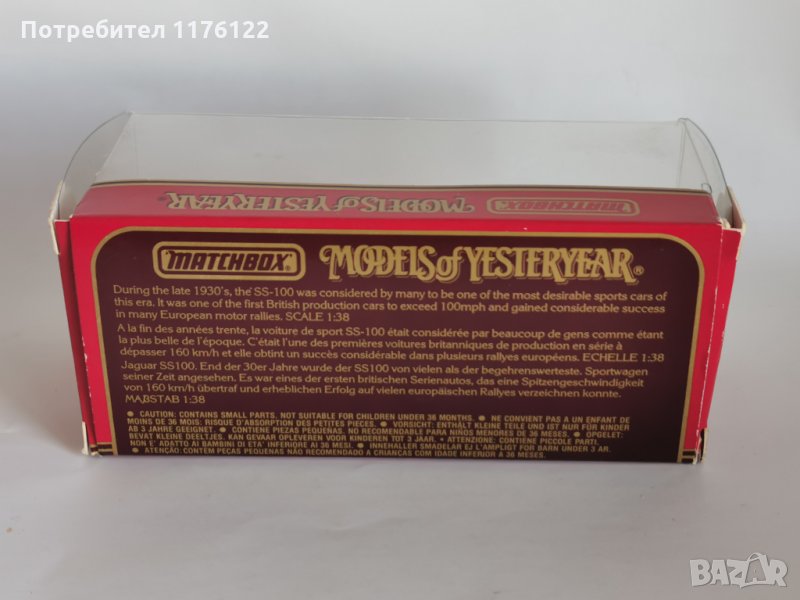 Потребител 1176122
MODELS of YESTERYEAR® MATCHBOX®
MATCHBOX® MODELS of YESTERYEAR®
During the late 1930's, the SS-100 was considered by many to be one of the most desirable sports cars of
this era. It was one of the first British production cars to exceed 100mph and gained considerable success
in many European motor rallies. SCALE 1:38
A la fin des années trente, la voiture de sport SS-100 était considérée par beaucoup de gens comme étant
la plus belle de l'époque. C'était l'une des premières voitures britanniques de production en série à
dépasser 160 km/h et elle obtint un succès considérable dans plusieurs rallyes européens. ECHELLE 1:38
Jaguar SS100. End der 30er Jahre wurde der SS100 von vielen als der begehrenswerteste. Sportwagen
seiner Zeit angesehen. Es war eines der ersten britischen Serienautos, das eine Spitzengeschwindigkeit
von 160 km/h übertraf und erheblichen Erfolg auf vielen europäischen Rallyes verzeichnen konnte.
MAβSTAB 1:38
● CAUTION: CONTAINS SMALL PARTS. NOT SUITABLE FOR CHILDREN UNDER 36 MONTHS. ● NE CONVIENT PAS A UN ENFANT DE
MOINS DE 36 MOIS: RISQUE D'ABSORPTION DES PETITES PIECES. ● VORSICHT: ENTHÄLT KLEINE TEILE UND IST NUR FÜR KINDER
AB 3 JAHRE GEEIGNET. ● CONTIENE PIEZAS PEQUEÑAS. NO RECOMENDABLE PARA NIÑOS MENORES DE 36 MESES. ● OPGELET:
BEVAT KLEINE DEELTJES. KAN GEVAAR OPLEVEREN VOOR KINDEREN TOT 3 JAAR. • ATTENZIONE: CONTIENE PICCOLE PARTI.
NON E' ADATTO AI BAMBINI DI ETA' INFERIORE AI 36 MESI. ● INNEHALLER SMADELAR EJ LAMPLIGT FOR BARN UNDER 3 AR.
● ATENÇÃO: CONTÉM PEÇAS PEQUENAS NÃO RECOMENDADO A CRIANÇAS COM IDADE INFERIOR A 36 MESES.
BAZAR